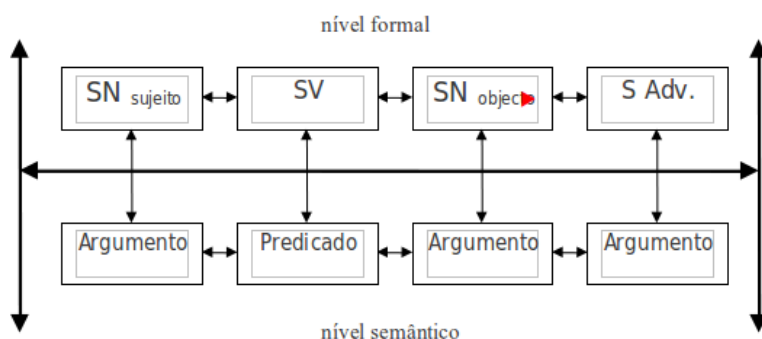 nível formal
SN sujeito SV SN objecto S Adv.
Argumento Predicado Argumento Argumento
nível semântico